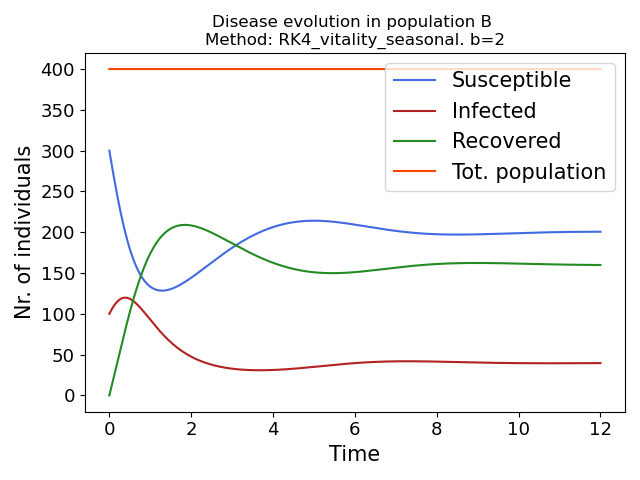 Disease evolution in population B
Method: RK4_vitality_seasonal. b=2
400
350
300
250
200
150
100
50
0
Nr. of individuals
Susceptible
Infected
Recovered
Tot. population
0 2 4 6 8 10 12
Time